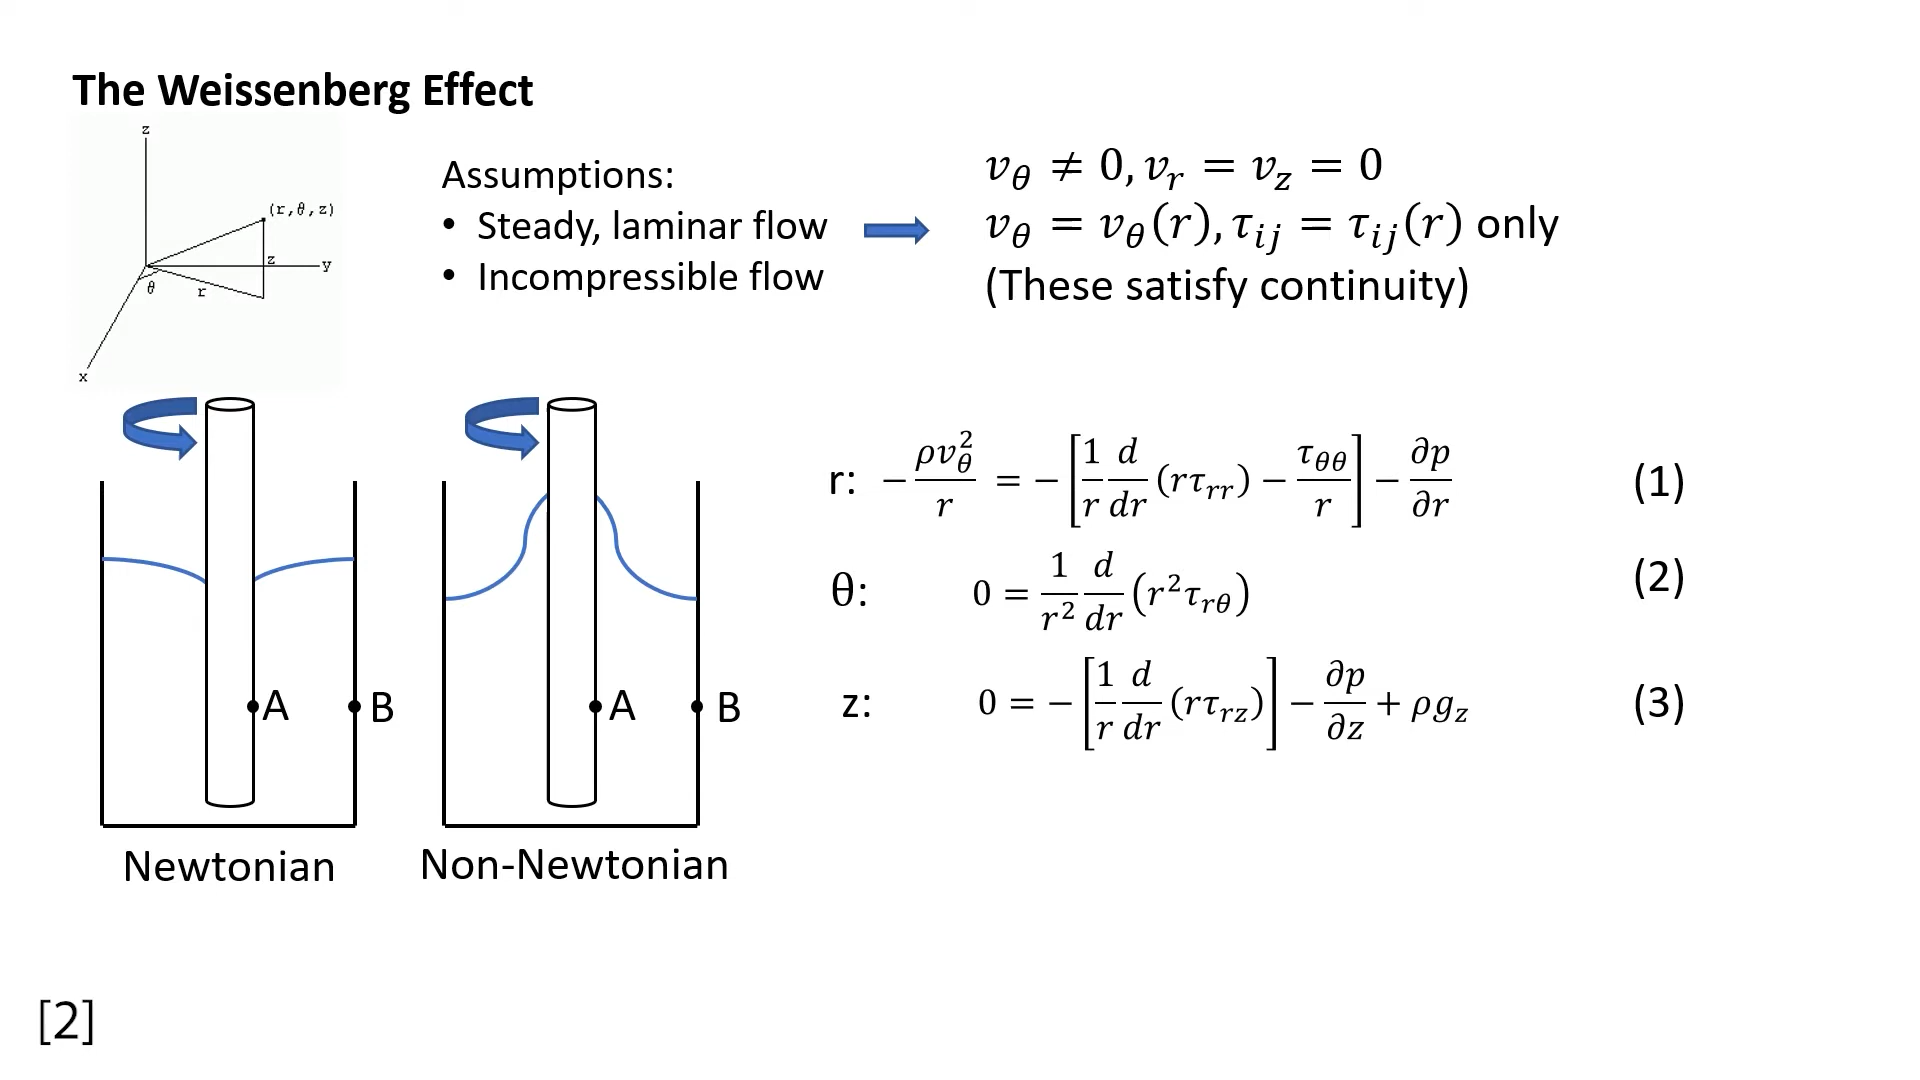 The Weissenberg Effect
z
(r,θ,z)
z
y
θ
r
x
Assumptions:
• Steady, laminar flow
• Incompressible flow
v_θ ≠ 0, v_r = v_z = 0
v_θ = v_θ(r), τ_ij = τ_ij(r) only
(These satisfy continuity)
r: −ρv_θ²/r = −[1/r d/dr (rτ_rr) − τ_θθ/r] − ∂p/∂r (1)
θ: 0 = 1/r² d/dr (r²τ_rθ) (2)
z: 0 = −[1/r d/dr (rτ_rz)] − ∂p/∂z + ρg_z (3)
A B
A B
Newtonian
Non-Newtonian
[2]